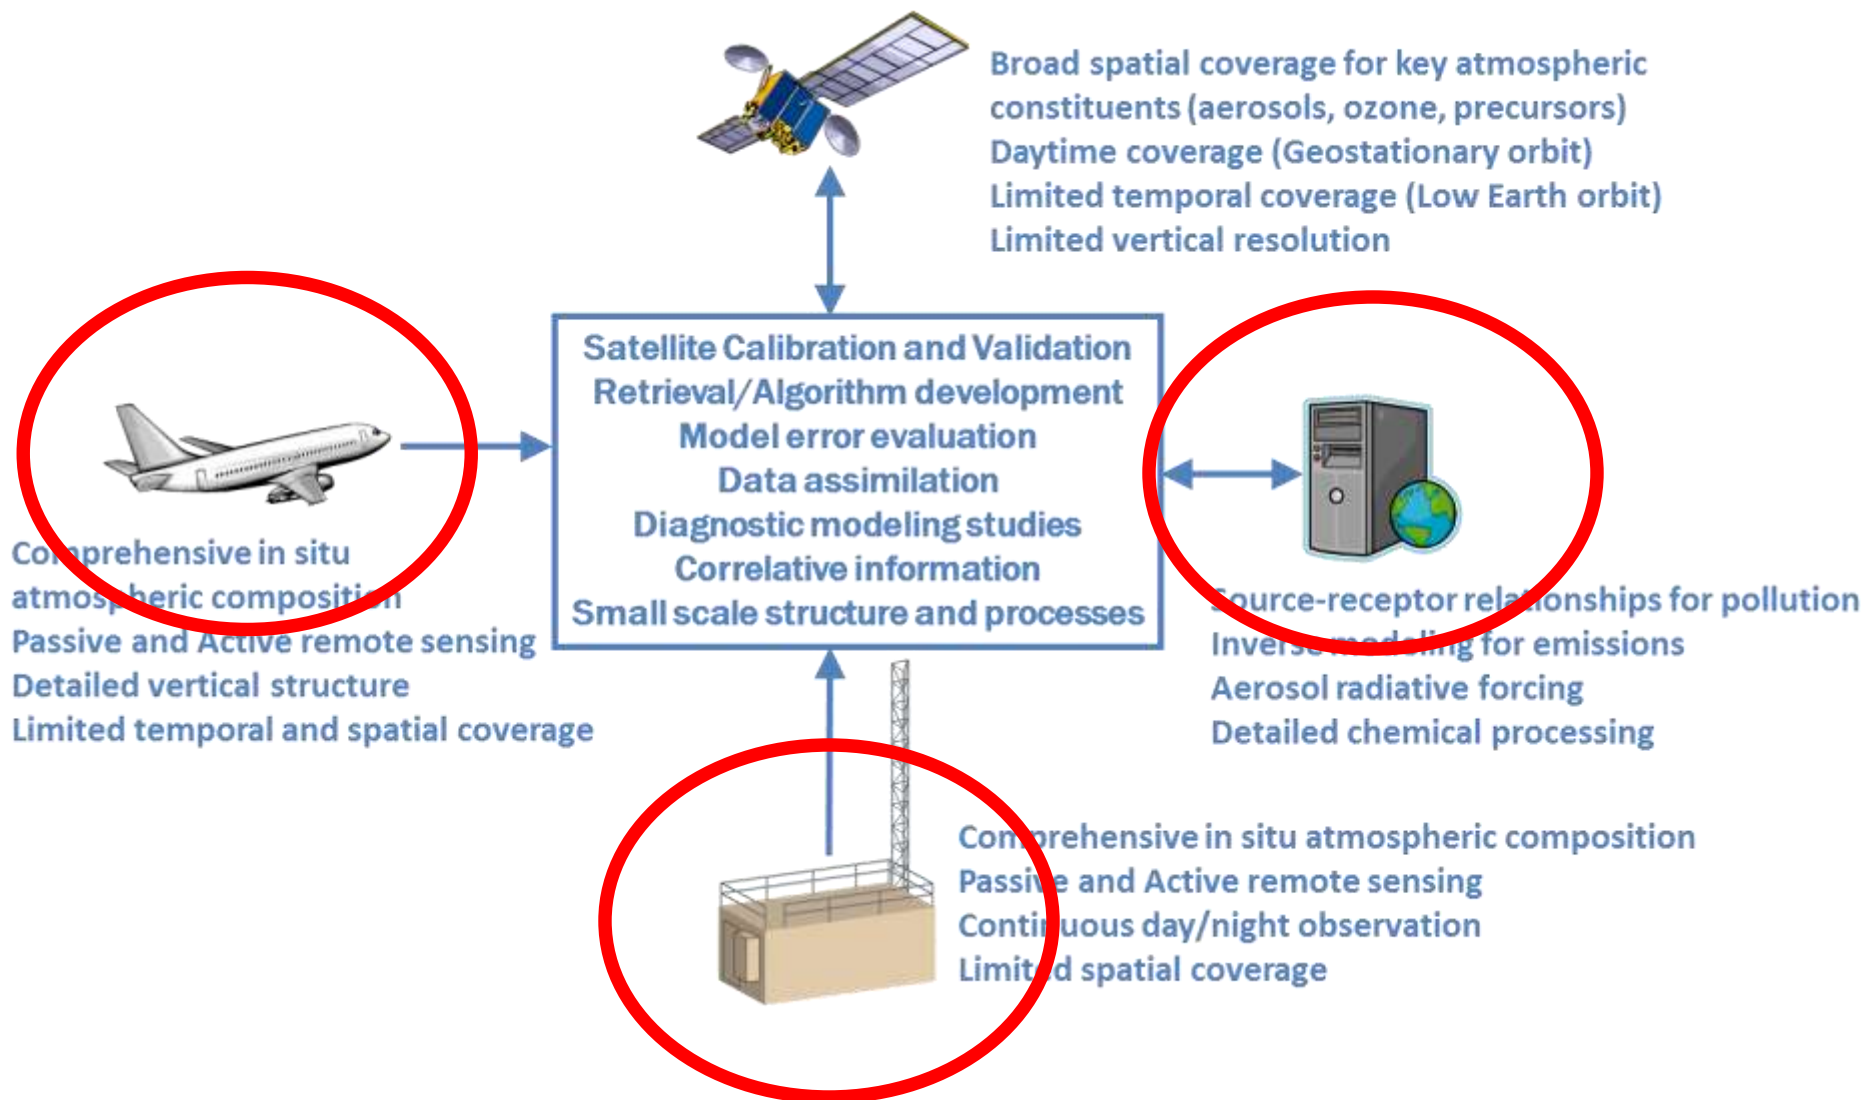 Broad spatial coverage for key atmospheric
constituents (aerosols, ozone, precursors)
Daytime coverage (Geostationary orbit)
Limited temporal coverage (Low Earth orbit)
Limited vertical resolution
Satellite Calibration and Validation
Retrieval/Algorithm development
Model error evaluation
Data assimilation
Diagnostic modeling studies
Correlative information
Small scale structure and processes
Comprehensive in situ
atmospheric composition
Passive and Active remote sensing
Detailed vertical structure
Limited temporal and spatial coverage
Source-receptor relationships for pollution
Inverse modeling for emissions
Aerosol radiative forcing
Detailed chemical processing
Comprehensive in situ atmospheric composition
Passive and Active remote sensing
Continuous day/night observation
Limited spatial coverage